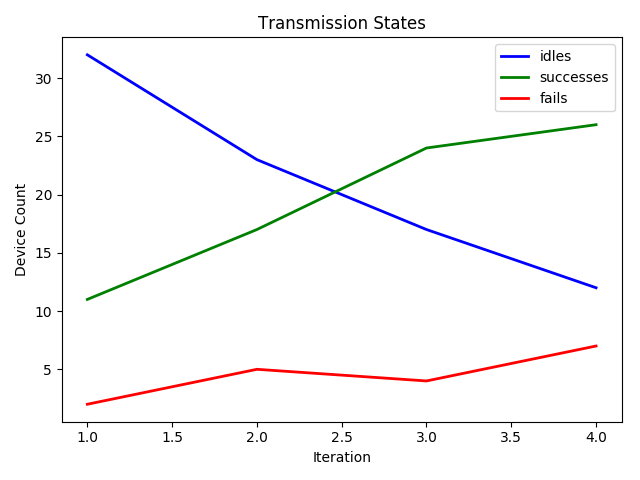 Transmission States
idles
successes
fails
Device Count
30
25
20
15
10
5
1.0 1.5 2.0 2.5 3.0 3.5 4.0
Iteration